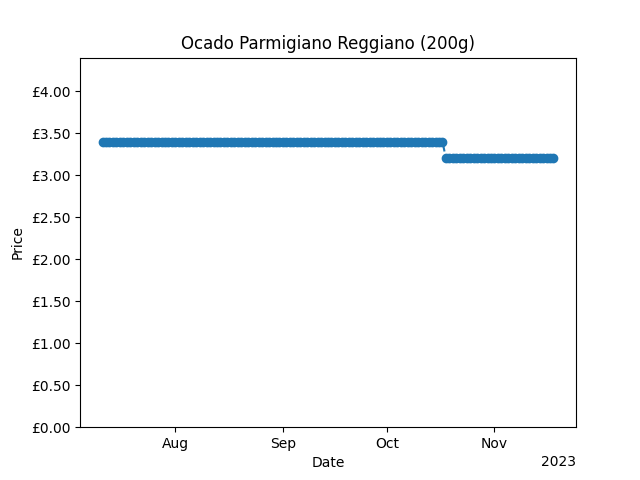 Ocado Parmigiano Reggiano (200g)
£4.00
£3.50
£3.00
£2.50
£2.00
£1.50
£1.00
£0.50
£0.00
Price
Aug Sep Oct Nov
Date
2023